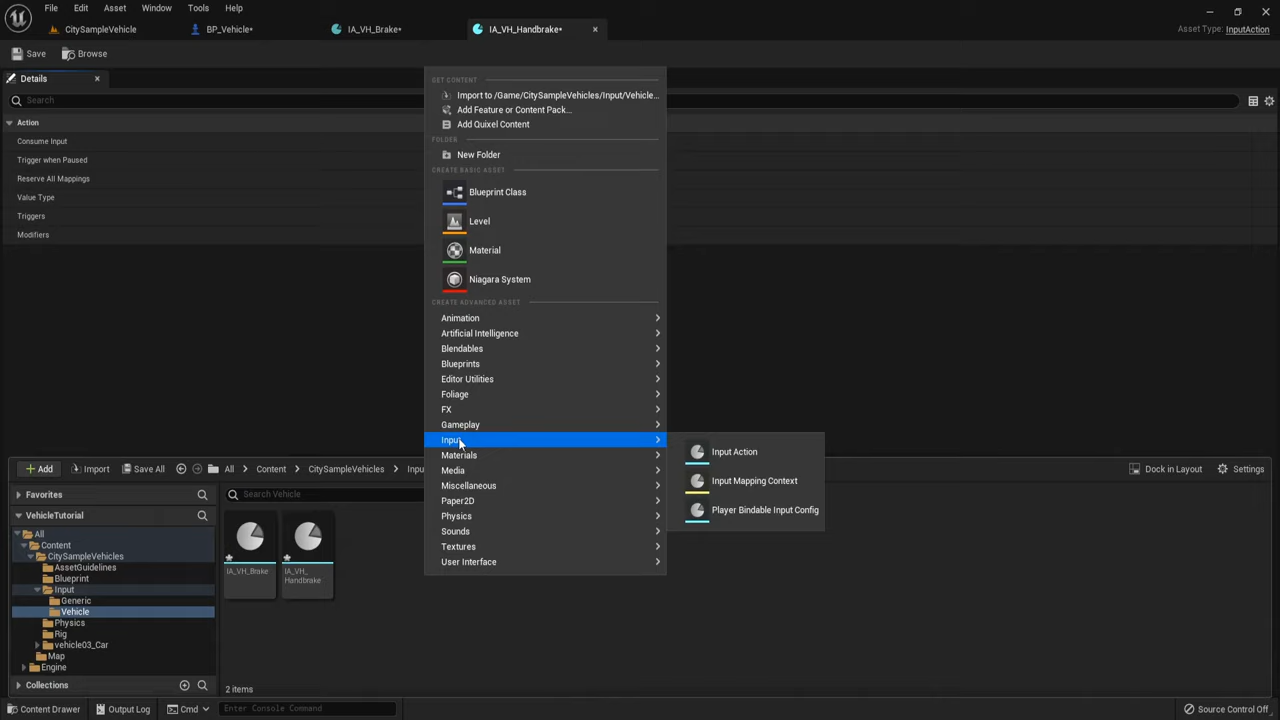 File Edit Asset Window Tools Help
CitySampleVehicle BP_Vehicle* IA_VH_Brake* IA_VH_Handbrake*
Asset Type: InputAction
Save Browse
Details
Search
Action
Consume Input
Trigger when Paused
Reserve All Mappings
Value Type
Triggers
Modifiers
GET CONTENT
Import to /Game/CitySampleVehicles/Input/Vehicle...
Add Feature or Content Pack...
Add Quixel Content
FOLDER
New Folder
CREATE BASIC ASSET
Blueprint Class
Level
Material
Niagara System
CREATE ADVANCED ASSET
Animation
Artificial Intelligence
Blendables
Blueprints
Editor Utilities
Foliage
FX
Gameplay
Input
Materials
Media
Miscellaneous
Paper2D
Physics
Sounds
Textures
User Interface
Input Action
Input Mapping Context
Player Bindable Input Config
Add Import Save All All Content CitySampleVehicles Inpu
Dock in Layout Settings
Favorites
Search Vehicle
VehicleTutorial
All
Content
CitySampleVehicles
AssetGuidelines
Blueprint
Input
Generic
Vehicle
Physics
Rig
vehicle03_Car
Map
Engine
Collections
IA_VH_Brake
IA_VH_
Handbrake
2 items
Content Drawer Output Log Cmd Enter Console Command
Source Control Off